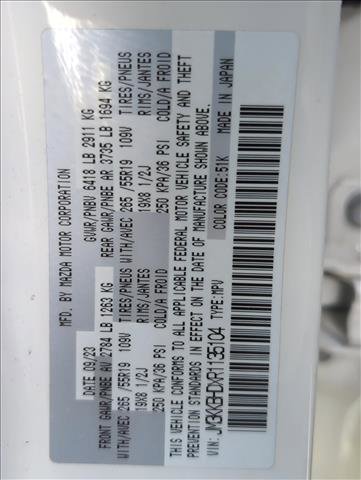 MFD. BY MAZDA MOTOR CORPORATION
DATE 09/23 GVWR/PNBV 6418 LB 2911 KG
FRONT GAWR/PNBE AV 2784 LB 1263 KG REAR GAWR/PNBE AR 3735 LB 1694 KG
WITH/AVEC 265 /55R19 109V TIRES/PNEUS WITH/AVEC 265 /55R19 109V TIRES/PNEUS
19X8 1/2J RIMS/JANTES 19X8 1/2J RIMS/JANTES
250 KPA/36 PSI COLD/A FROID 250 KPA/36 PSI COLD/A FROID
THIS VEHICLE CONFORMS TO ALL APPLICABLE FEDERAL MOTOR VEHICLE SAFETY AND THEFT
PREVENTION STANDARDS IN EFFECT ON THE DATE OF MANUFACTURE SHOWN ABOVE.
COLOR CODE:51K MADE IN JAPAN
VIN: JM3KKBHDXR1135104 TYPE:MPV